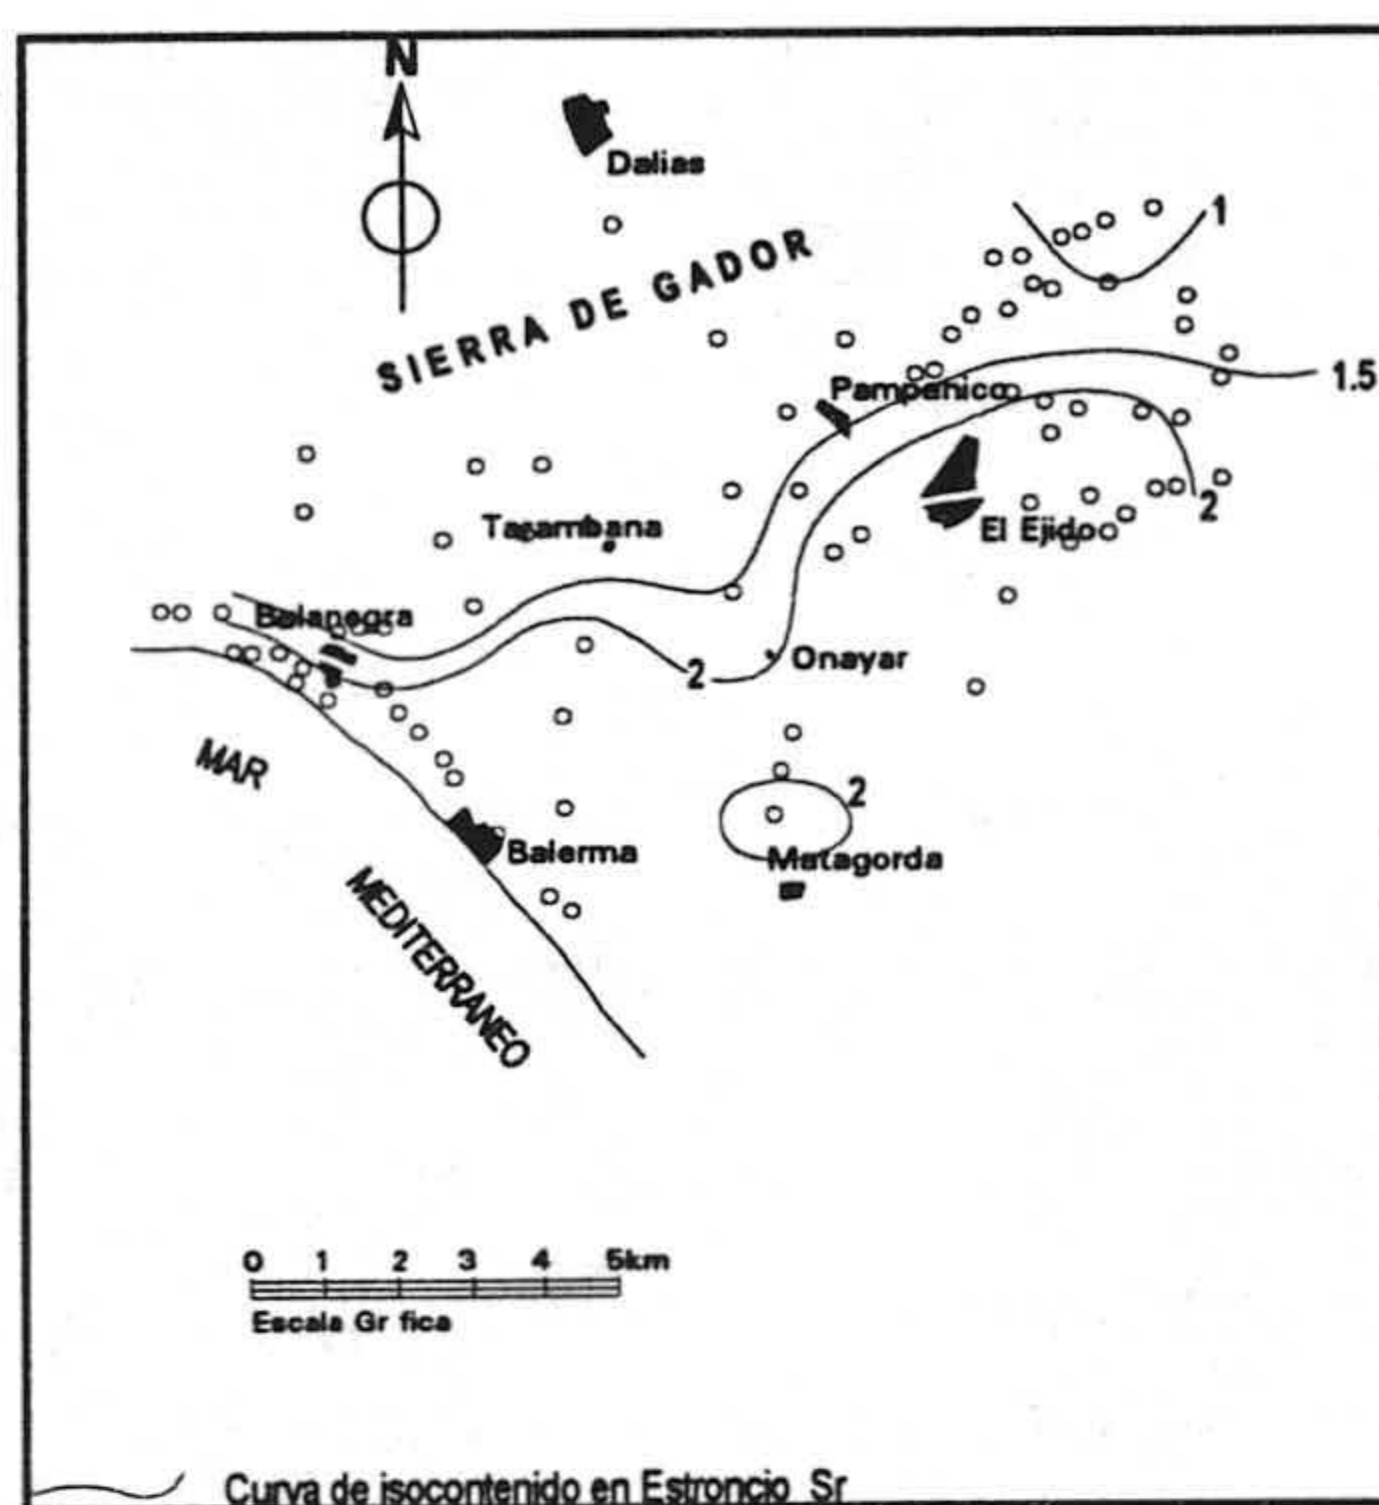 N
Dalias
SIERRA DE GADOR
1
1.5
Pampanico
Tarambana
El Ejido
2
Balanegra
Onayar
2
MAR
2
Balerma
Matagorda
MEDITERRANEO
0 1 2 3 4 5km
Escala Gr fica
Curva de isocontenido en Estroncio Sr